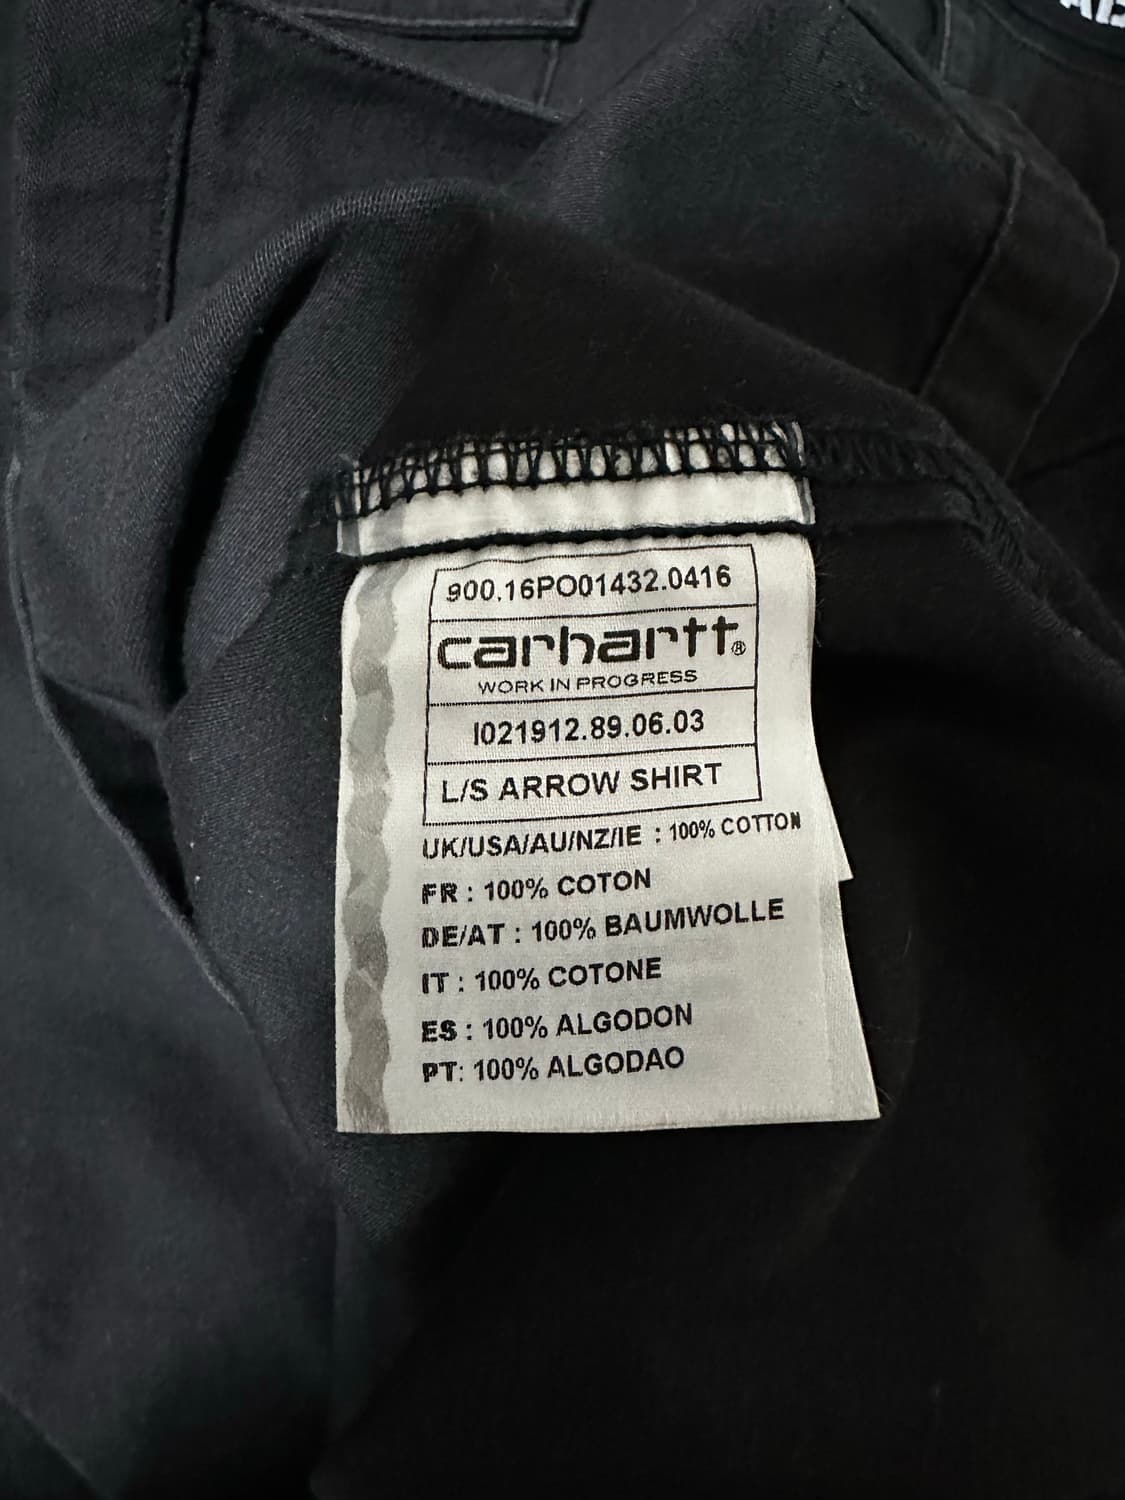 900.16PO01432.0416
carhartt®
WORK IN PROGRESS
I021912.89.06.03
L/S ARROW SHIRT
UK/USA/AU/NZ/IE : 100% COTTON
FR : 100% COTON
DE/AT : 100% BAUMWOLLE
IT : 100% COTONE
ES : 100% ALGODON
PT: 100% ALGODAO